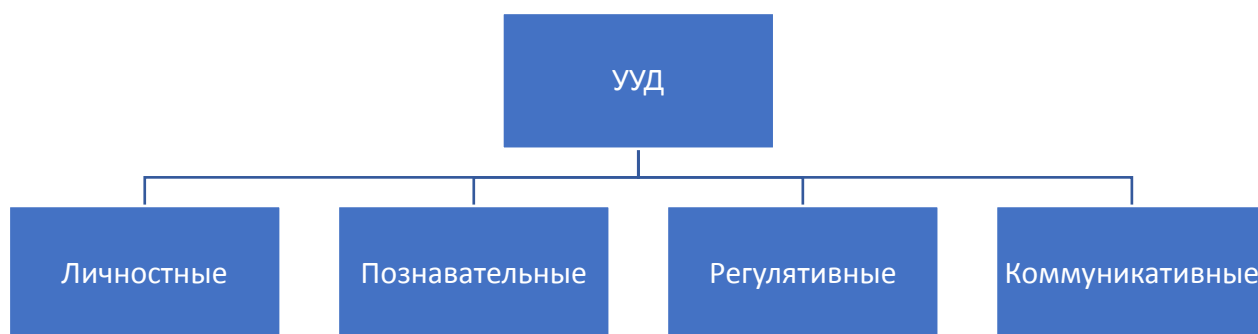 УУД
Личностные
Познавательные
Регулятивные
Коммуникативные